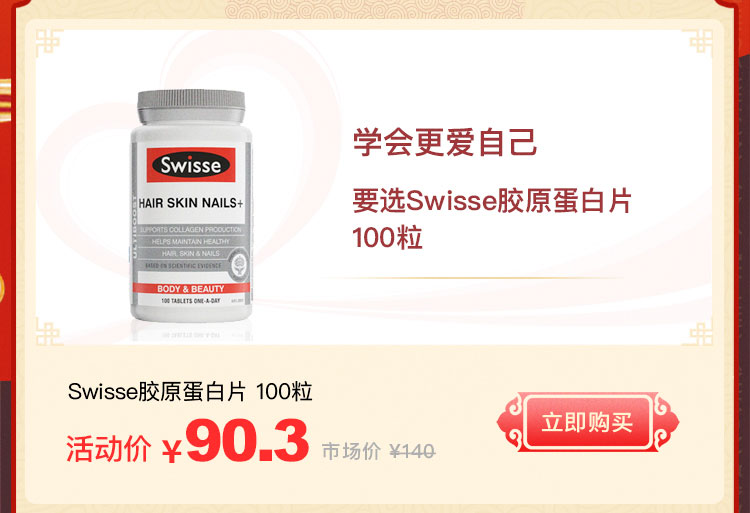 学会更爱自己
要选Swisse胶原蛋白片
100粒
Swisse
ULTIBOOST
HAIR SKIN NAILS+
SUPPORTS COLLAGEN PRODUCTION
HELPS MAINTAIN HEALTHY
HAIR, SKIN & NAILS
BASED ON SCIENTIFIC EVIDENCE
BODY & BEAUTY
100 TABLETS ONE-A-DAY
Swisse胶原蛋白片 100粒
活动价 ¥90.3 市场价 ¥140
立即购买